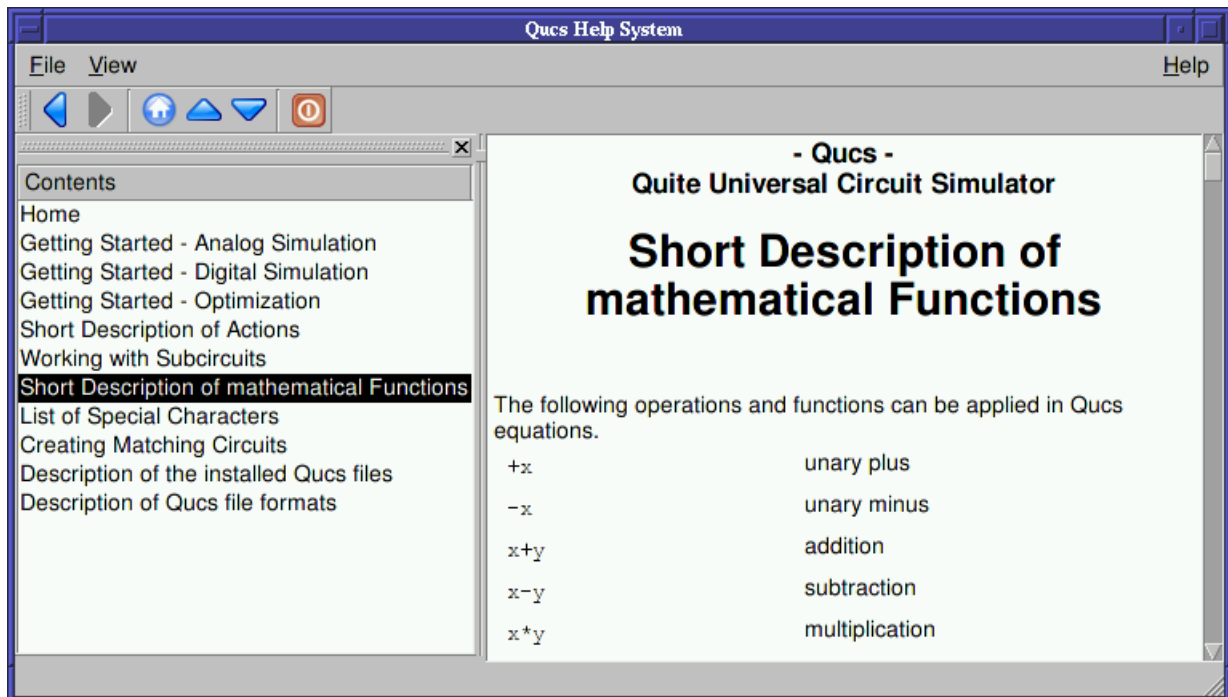 Qucs Help System
File View Help
Contents
Home
Getting Started - Analog Simulation
Getting Started - Digital Simulation
Getting Started - Optimization
Short Description of Actions
Working with Subcircuits
Short Description of mathematical Functions
List of Special Characters
Creating Matching Circuits
Description of the installed Qucs files
Description of Qucs file formats
- Qucs -
Quite Universal Circuit Simulator
Short Description of
mathematical Functions
The following operations and functions can be applied in Qucs
equations.
+x unary plus
-x unary minus
x+y addition
x-y subtraction
x*y multiplication